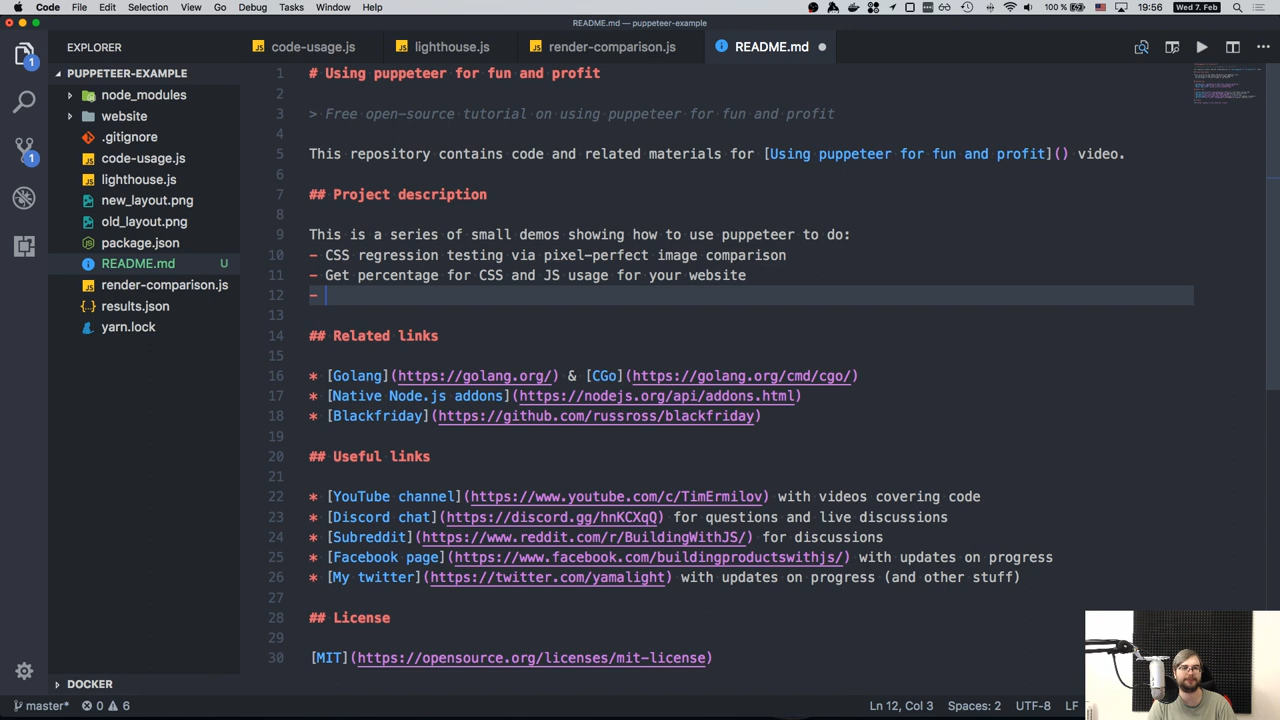 Code File Edit Selection View Go Debug Tasks Window Help 100 % 19:56 Wed 7. Feb
README.md — puppeteer-example
EXPLORER
code-usage.js
lighthouse.js
render-comparison.js
README.md
PUPPETEER-EXAMPLE
node_modules
website
.gitignore
code-usage.js
lighthouse.js
new_layout.png
old_layout.png
package.json
README.md U
render-comparison.js
results.json
yarn.lock
DOCKER
1 # Using puppeteer for fun and profit
2
3 > Free open-source tutorial on using puppeteer for fun and profit
4
5 This repository contains code and related materials for [Using puppeteer for fun and profit]() video.
6
7 ## Project description
8
9 This is a series of small demos showing how to use puppeteer to do:
10 - CSS regression testing via pixel-perfect image comparison
11 - Get percentage for CSS and JS usage for your website
12 -
13
14 ## Related links
15
16 * [Golang](https://golang.org/) & [CGo](https://golang.org/cmd/cgo/)
17 * [Native Node.js addons](https://nodejs.org/api/addons.html)
18 * [Blackfriday](https://github.com/russross/blackfriday)
19
20 ## Useful links
21
22 * [YouTube channel](https://www.youtube.com/c/TimErmilov) with videos covering code
23 * [Discord chat](https://discord.gg/hnKCXqQ) for questions and live discussions
24 * [Subreddit](https://www.reddit.com/r/BuildingWithJS/) for discussions
25 * [Facebook page](https://www.facebook.com/buildingproductswithjs/) with updates on progress
26 * [My twitter](https://twitter.com/yamalight) with updates on progress (and other stuff)
27
28 ## License
29
30 [MIT](https://opensource.org/licenses/mit-license)
master* 0 6 Ln 12, Col 3 Spaces: 2 UTF-8 LF